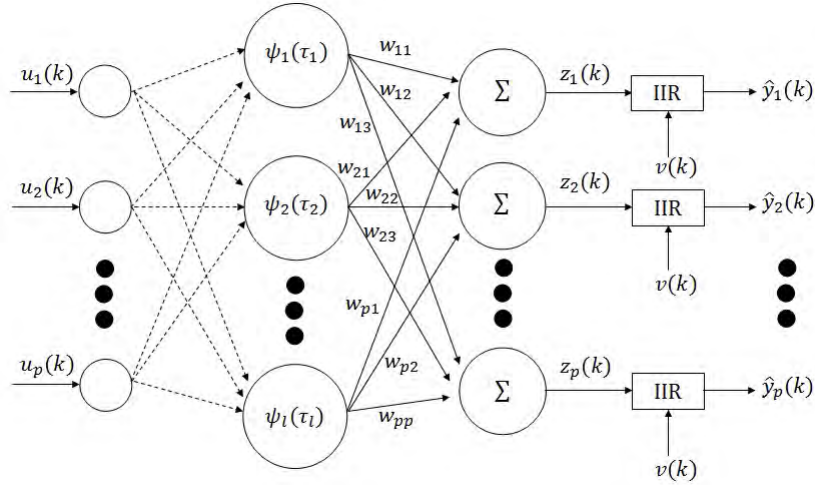 u₁(k)
ψ₁(τ₁)
w₁₁
w₁₂
w₁₃
Σ
z₁(k)
IIR
ŷ₁(k)
v(k)
u₂(k)
ψ₂(τ₂)
w₂₁
w₂₂
w₂₃
Σ
z₂(k)
IIR
ŷ₂(k)
v(k)
uₚ(k)
ψₗ(τₗ)
wₚ₁
wₚ₂
wₚₚ
Σ
zₚ(k)
IIR
ŷₚ(k)
v(k)